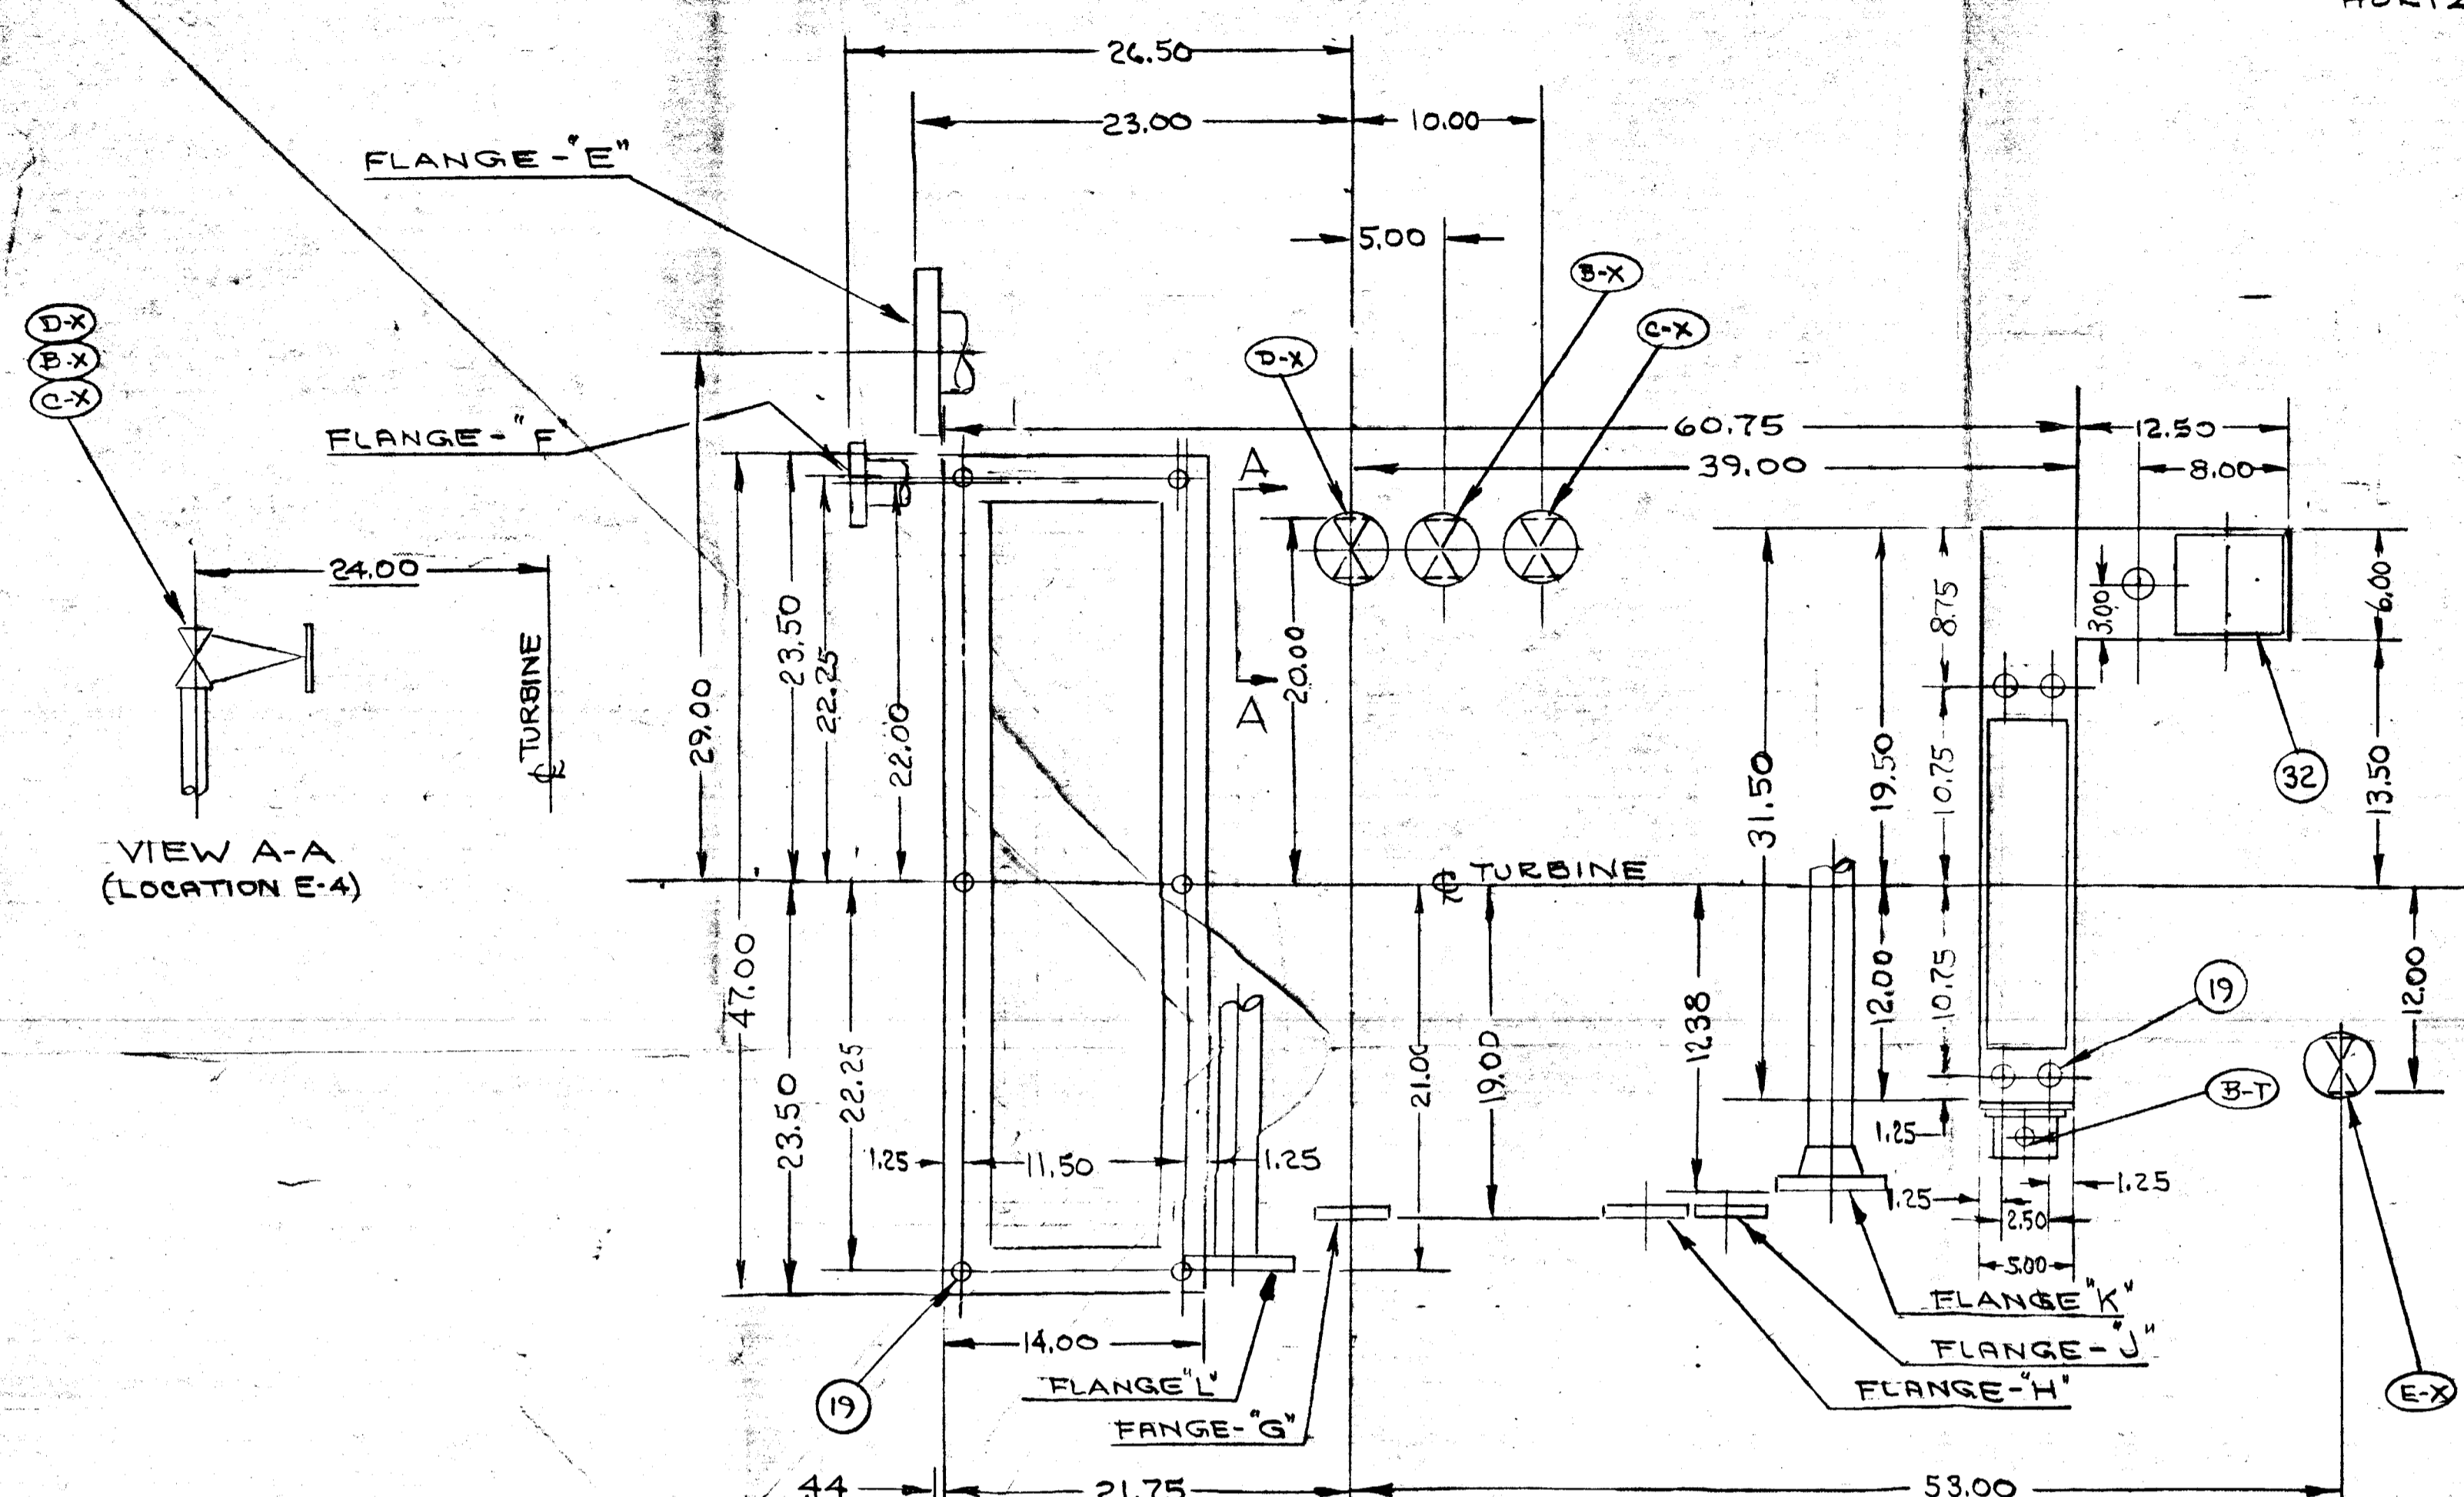 26.50
23.00
10.00
FLANGE-"E"
5.00
B-X
D-X
B-X
C-X
C-X
D-X
FLANGE-"F
60.75
12.50
39.00
8.00
A
24.00
TURBINE
VIEW A-A
(LOCATION E-4)
29.00
23.50
22.25
22.00
A
20.00
31.50
19.50
8.75
10.75
3.00
6.00
13.50
32
℄ TURBINE
47.00
23.50
22.25
1.25
11.50
1.25
21.00
19.00
12.38
12.00
10.75
19
12.00
B-T
1.25
1.25
2.50
1.25
5.00
FLANGE "K"
14.00
FLANGE-"J"
FLANGE "L"
FLANGE-"H"
19
FANGE-"G"
E-X
.44
21.75
53.00